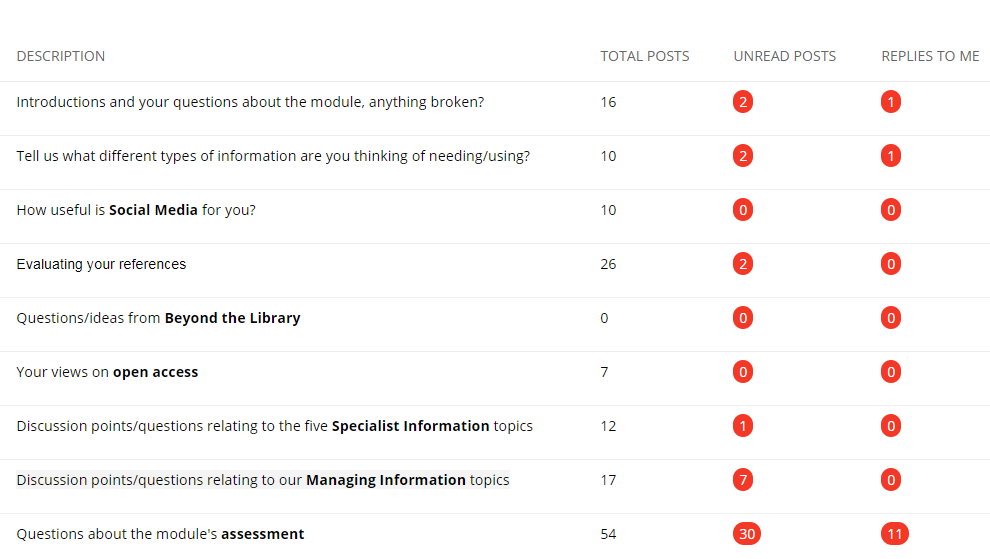 DESCRIPTION TOTAL POSTS UNREAD POSTS REPLIES TO ME
Introductions and your questions about the module, anything broken? 16 2 1
Tell us what different types of information are you thinking of needing/using? 10 2 1
How useful is Social Media for you? 10 0 0
Evaluating your references 26 2 0
Questions/ideas from Beyond the Library 0 0 0
Your views on open access 7 0 0
Discussion points/questions relating to the five Specialist Information topics 12 1 0
Discussion points/questions relating to our Managing Information topics 17 7 0
Questions about the module's assessment 54 30 11